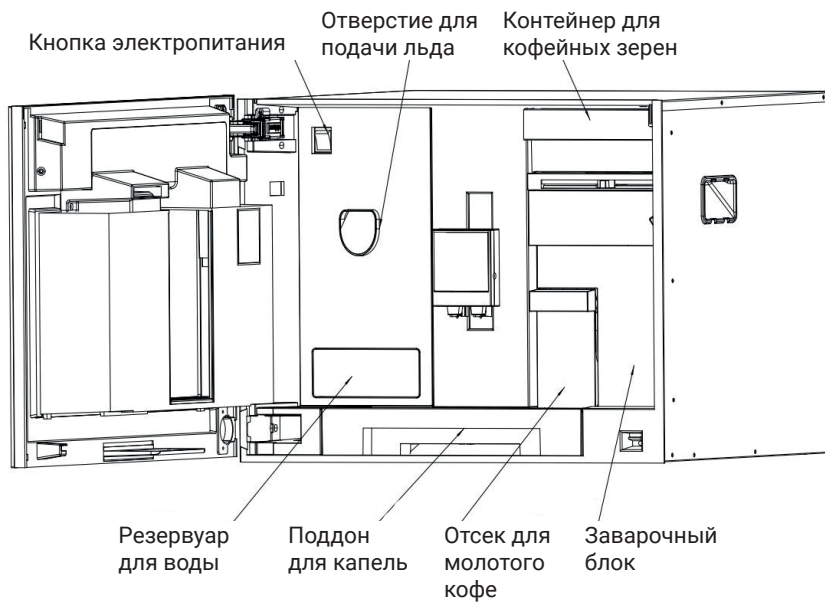 Кнопка электропитания
Отверстие для
подачи льда
Контейнер для
кофейных зерен
Резервуар
для воды
Поддон
для капель
Отсек для
молотого
кофе
Заварочный
блок